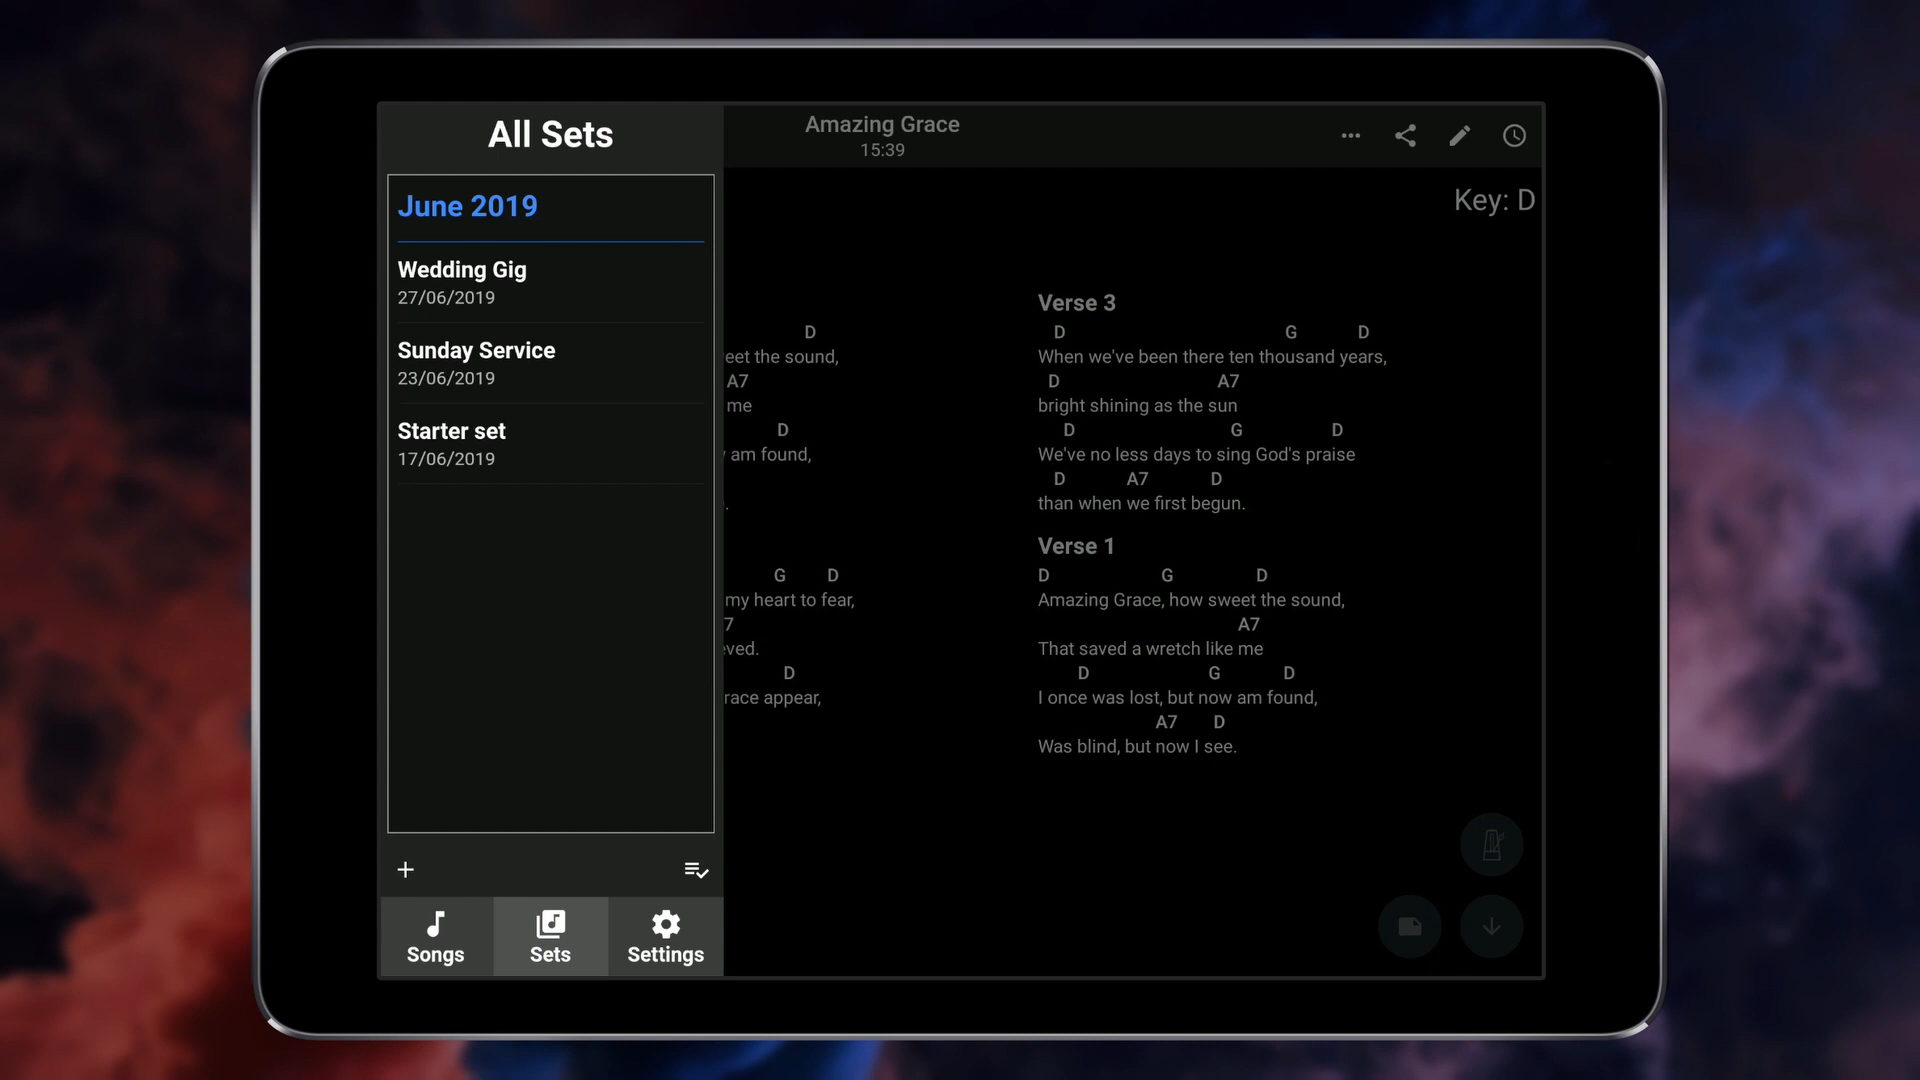 All Sets
June 2019
Wedding Gig
27/06/2019
Sunday Service
23/06/2019
Starter set
17/06/2019
Songs
Sets
Settings
Amazing Grace
15:39
Key: D
D
eet the sound,
A7
me
D
am found,
.
G D
my heart to fear,
7
ved.
D
race appear,
Verse 3
D G D
When we've been there ten thousand years,
D A7
bright shining as the sun
D G D
We've no less days to sing God's praise
D A7 D
than when we first begun.
Verse 1
D G D
Amazing Grace, how sweet the sound,
A7
That saved a wretch like me
D G D
I once was lost, but now am found,
A7 D
Was blind, but now I see.